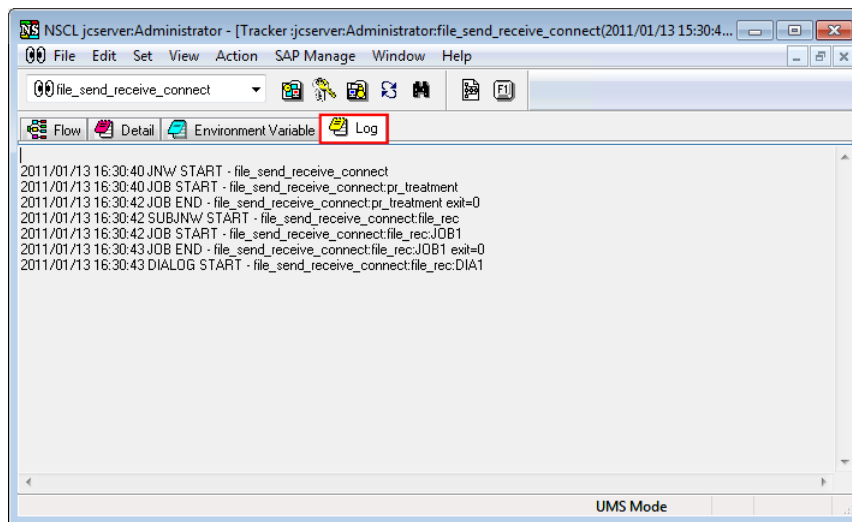 NSCL jcserver:Administrator - [Tracker :jcserver:Administrator:file_send_receive_connect(2011/01/13 15:30:4...
File Edit Set View Action SAP Manage Window Help
file_send_receive_connect
F1
Flow Detail Environment Variable Log
2011/01/13 16:30:40 JNW START - file_send_receive_connect
2011/01/13 16:30:40 JOB START - file_send_receive_connect:pr_treatment
2011/01/13 16:30:42 JOB END - file_send_receive_connect:pr_treatment exit=0
2011/01/13 16:30:42 SUBJNW START - file_send_receive_connect:file_rec
2011/01/13 16:30:42 JOB START - file_send_receive_connect:file_rec:JOB1
2011/01/13 16:30:43 JOB END - file_send_receive_connect:file_rec:JOB1 exit=0
2011/01/13 16:30:43 DIALOG START - file_send_receive_connect:file_rec:DIA1
UMS Mode